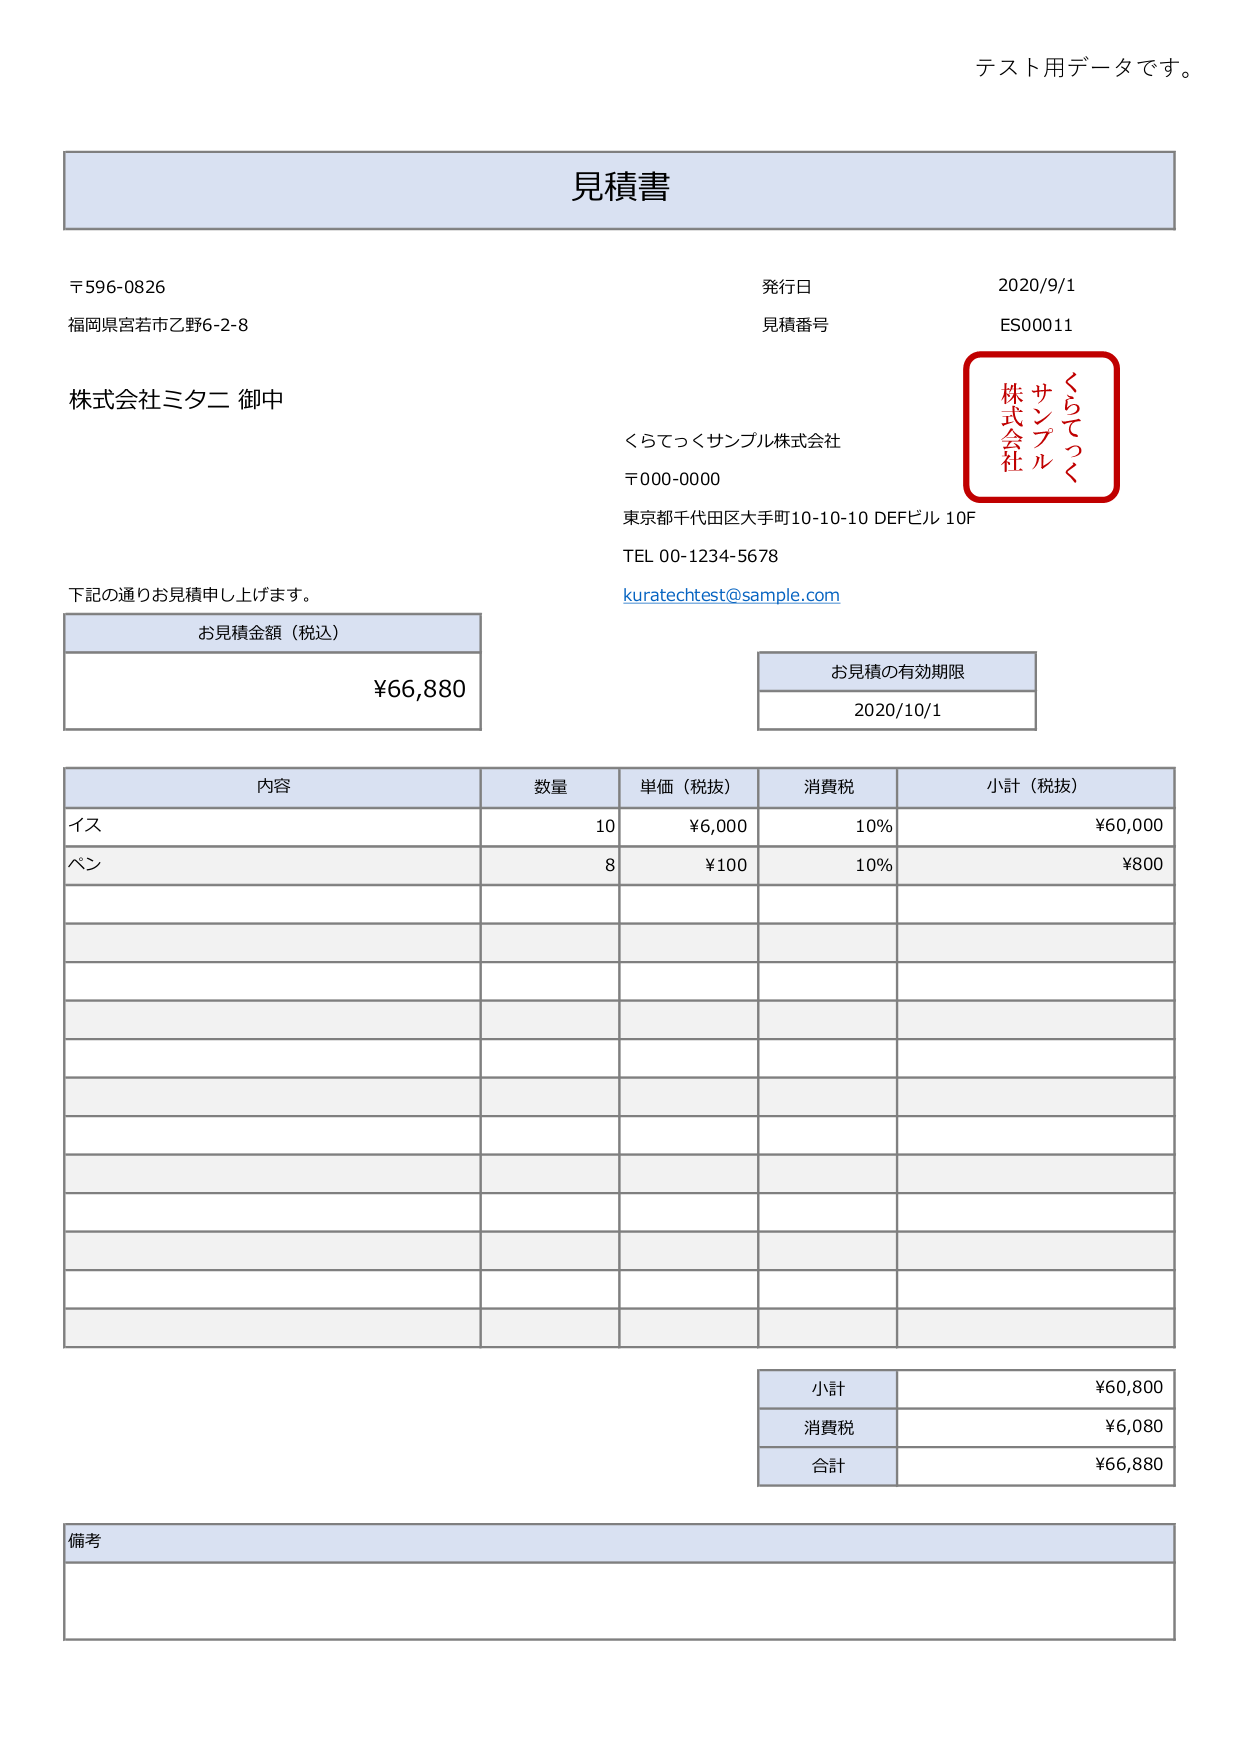 テスト用データです。
見積書
〒596-0826
発行日 2020/9/1
福岡県宮若市乙野6-2-8
見積番号 ES00011
株式会社ミタニ 御中
くらてっく
サンプル
株式会社
くらてっくサンプル株式会社
〒000-0000
東京都千代田区大手町10-10-10 DEFビル 10F
TEL 00-1234-5678
kuratechtest@sample.com
下記の通りお見積申し上げます。
お見積金額（税込）
¥66,880
お見積の有効期限
2020/10/1
内容 数量 単価（税抜） 消費税 小計（税抜）
イス 10 ¥6,000 10% ¥60,000
ペン 8 ¥100 10% ¥800
小計 ¥60,800
消費税 ¥6,080
合計 ¥66,880
備考